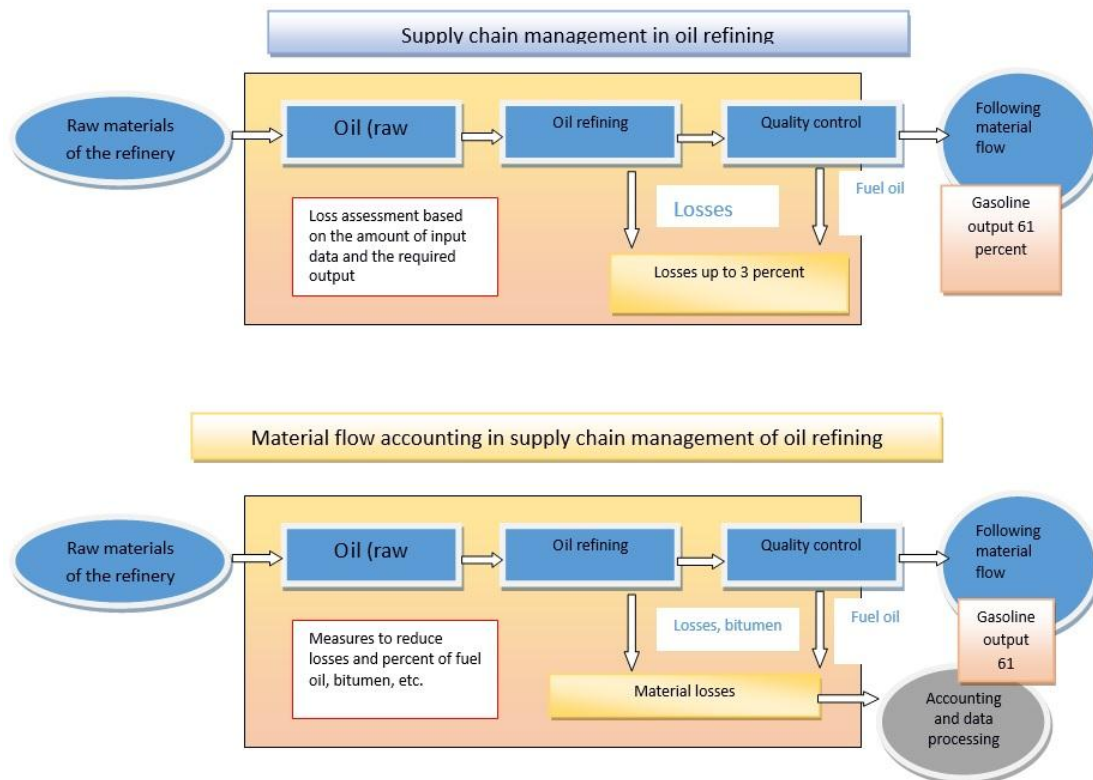 Supply chain management in oil refining
Raw materials
of the refinery
Oil (raw
Oil refining
Quality control
Following
material
flow
Loss assessment based
on the amount of input
data and the required
output
Losses
Fuel oil
Gasoline
output 61
percent
Losses up to 3 percent
Material flow accounting in supply chain management of oil refining
Raw materials
of the refinery
Oil (raw
Oil refining
Quality control
Following
material
flow
Measures to reduce
losses and percent of fuel
oil, bitumen, etc.
Losses, bitumen
Fuel oil
Gasoline
output
61
Material losses
Accounting
and data
processing